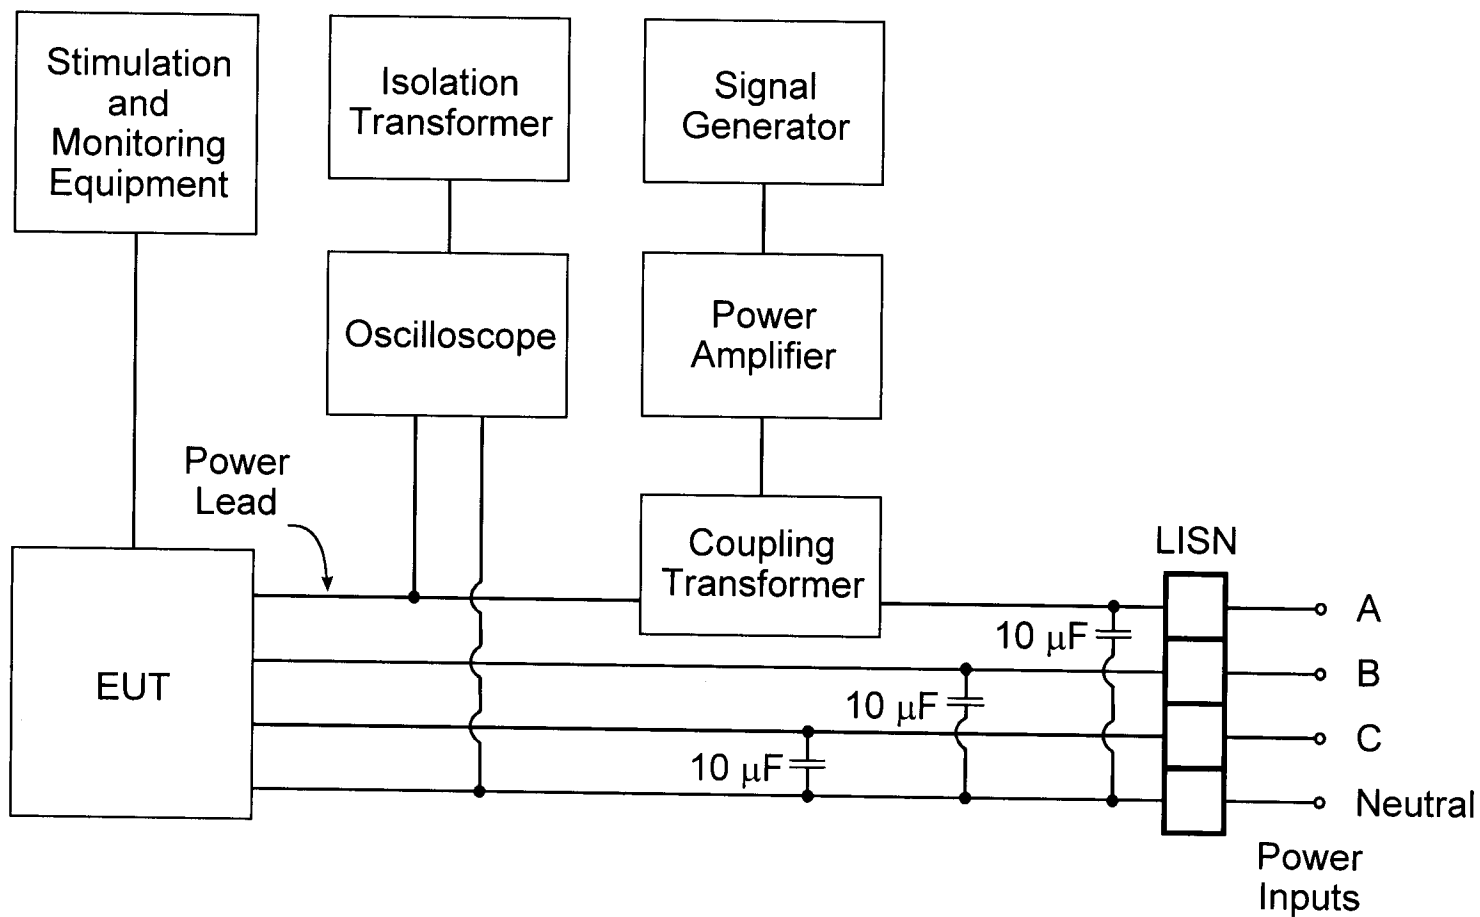 Stimulation
and
Monitoring
Equipment
Isolation
Transformer
Signal
Generator
Oscilloscope
Power
Amplifier
Power
Lead
Coupling
Transformer
LISN
EUT
10 μF
10 μF
10 μF
A
B
C
Neutral
Power
Inputs